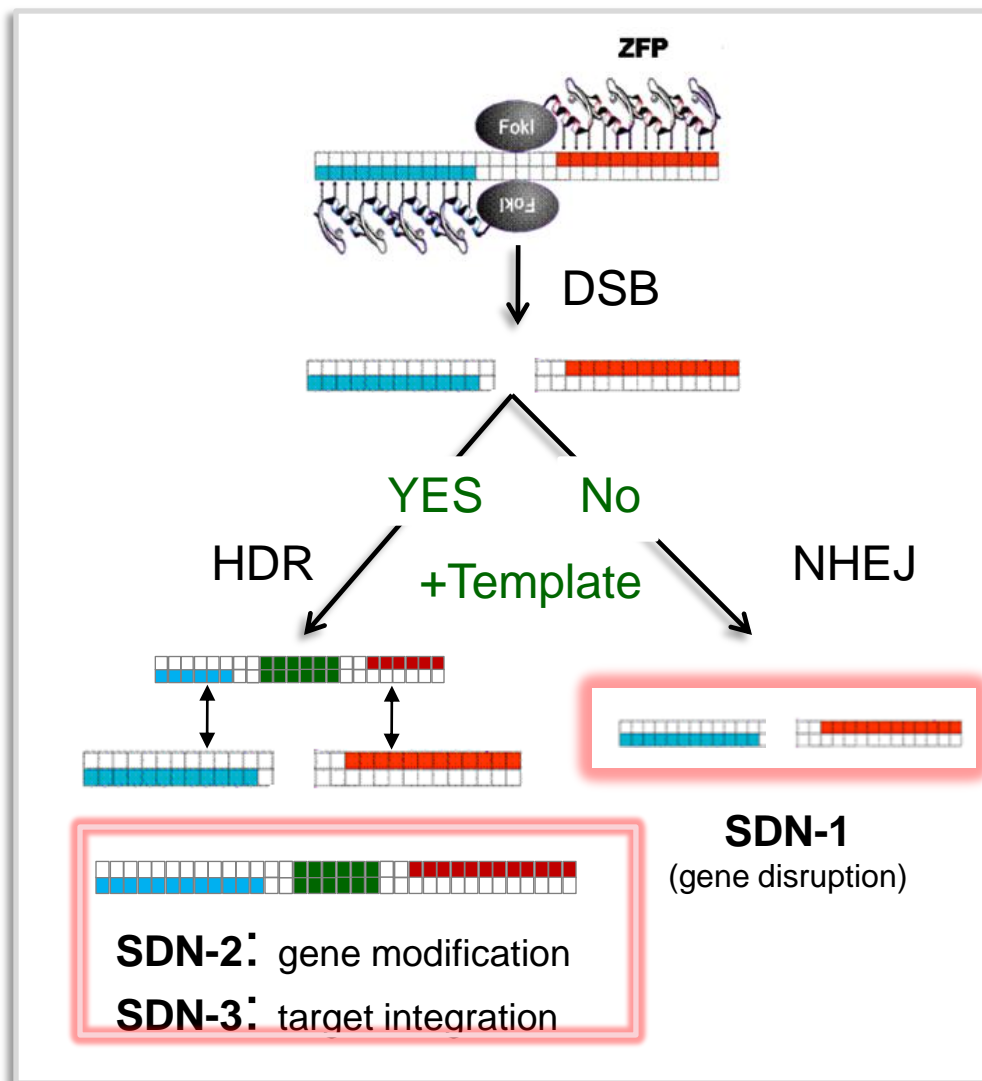 ZFP
FokI
FokI
DSB
YES No
HDR
+Template
NHEJ
SDN-1
(gene disruption)
SDN-2: gene modification
SDN-3: target integration